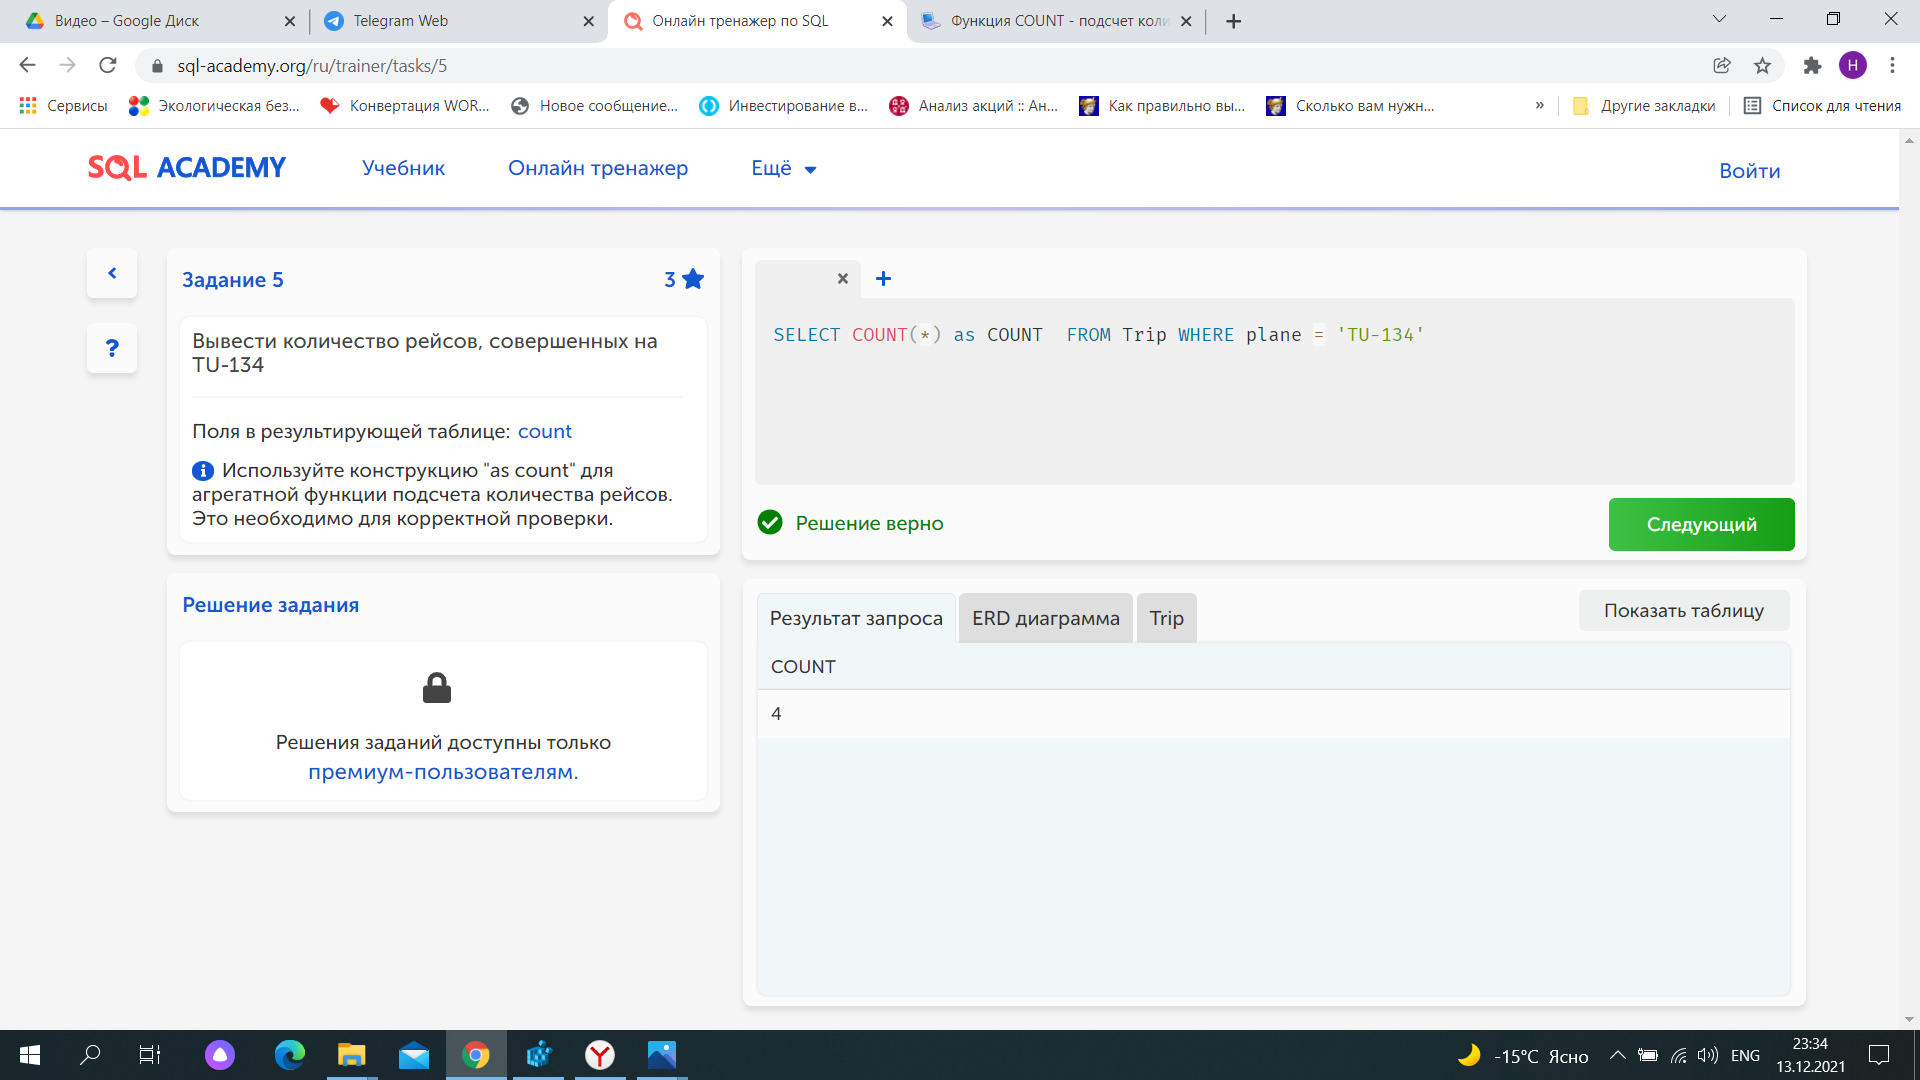 Видео – Google Диск
Telegram Web
Онлайн тренажер по SQL
Функция COUNT - подсчет коли
sql-academy.org/ru/trainer/tasks/5
H
Сервисы
Экологическая без...
Конвертация WOR...
Новое сообщение...
Инвестирование в...
Анализ акций :: Ан...
Как правильно вы...
Сколько вам нужн...
»
Другие закладки
Список для чтения
SQL ACADEMY
Учебник
Онлайн тренажер
Ещё
Войти
Задание 5
3
?
Вывести количество рейсов, совершенных на
TU-134
Поля в результирующей таблице: count
Используйте конструкцию "as count" для
агрегатной функции подсчета количества рейсов.
Это необходимо для корректной проверки.
Решение задания
Решения заданий доступны только
премиум-пользователям.
SELECT COUNT(*) as COUNT  FROM Trip WHERE plane = 'TU-134'
Решение верно
Следующий
Результат запроса
ERD диаграмма
Trip
Показать таблицу
COUNT
4
-15°C Ясно
ENG
23:34
13.12.2021